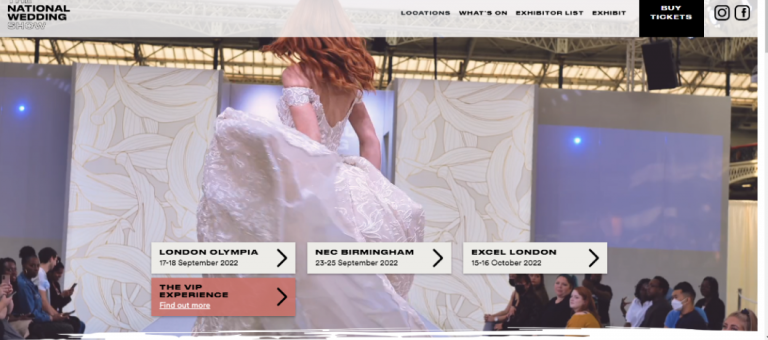 NATIONAL
WEDDING
SHOW
LOCATIONS WHAT'S ON EXHIBITOR LIST EXHIBIT
BUY
TICKETS
LONDON OLYMPIA
17-18 September 2022
NEC BIRMINGHAM
23-25 September 2022
EXCEL LONDON
15-16 October 2022
THE VIP
EXPERIENCE
Find out more